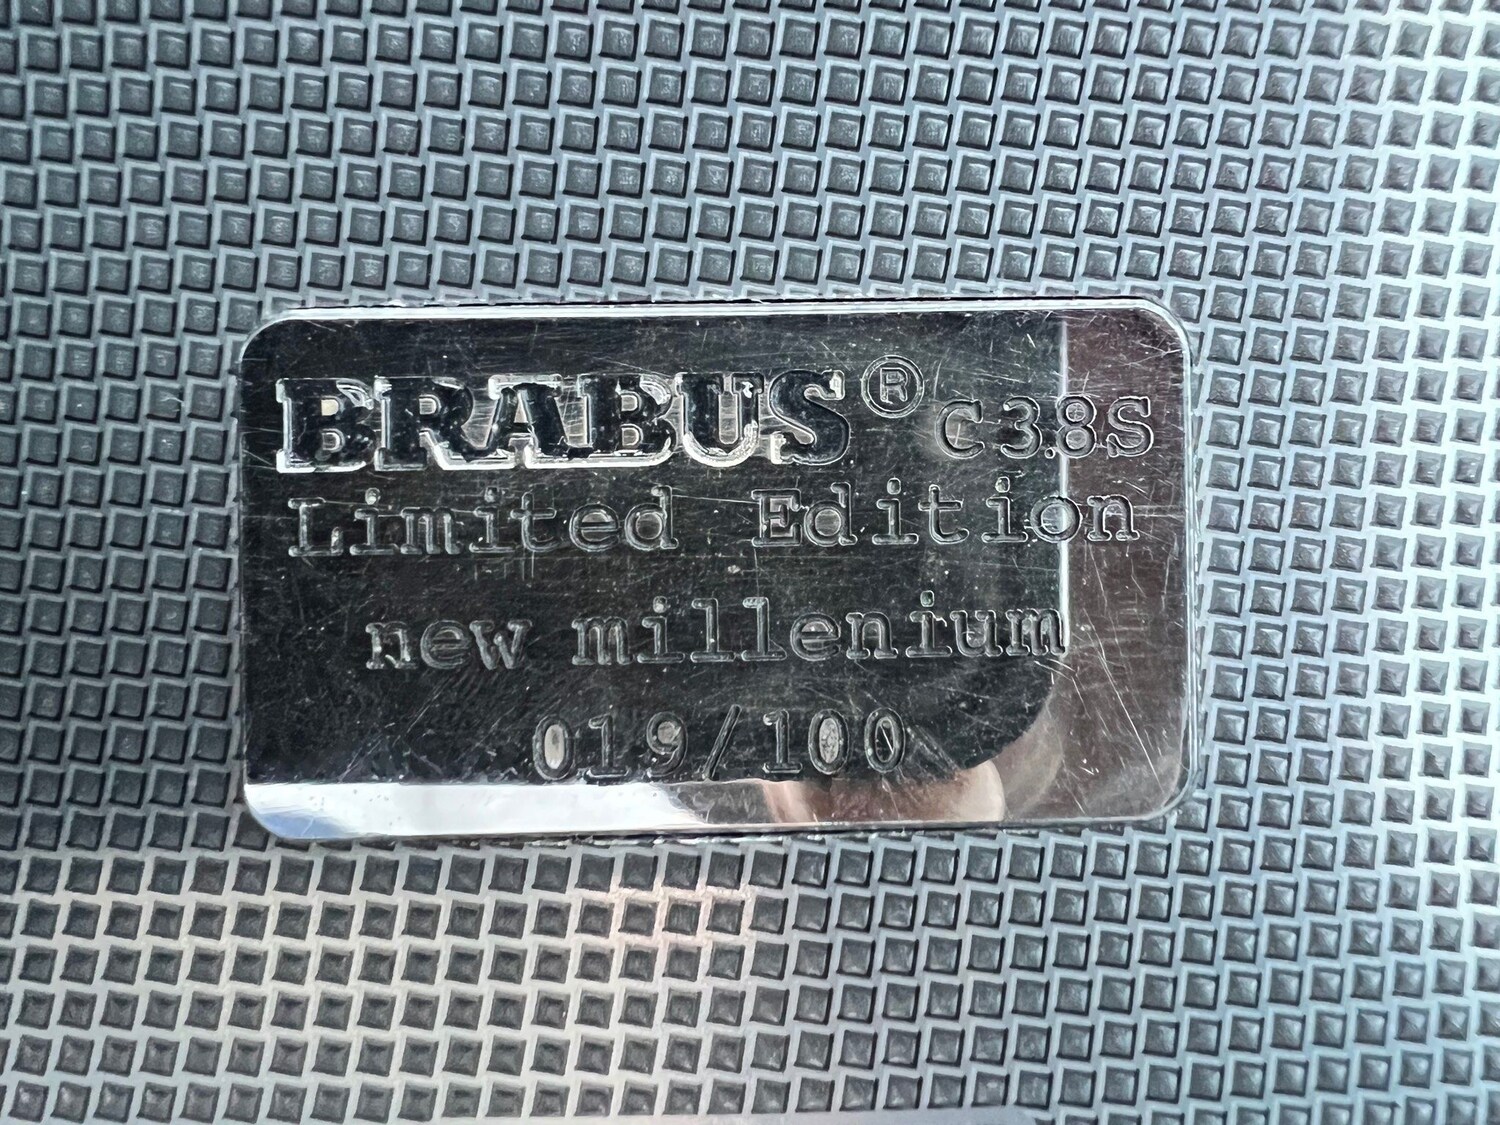 BRABUS® C3.8S
Limited Edition
new millenium
019/100